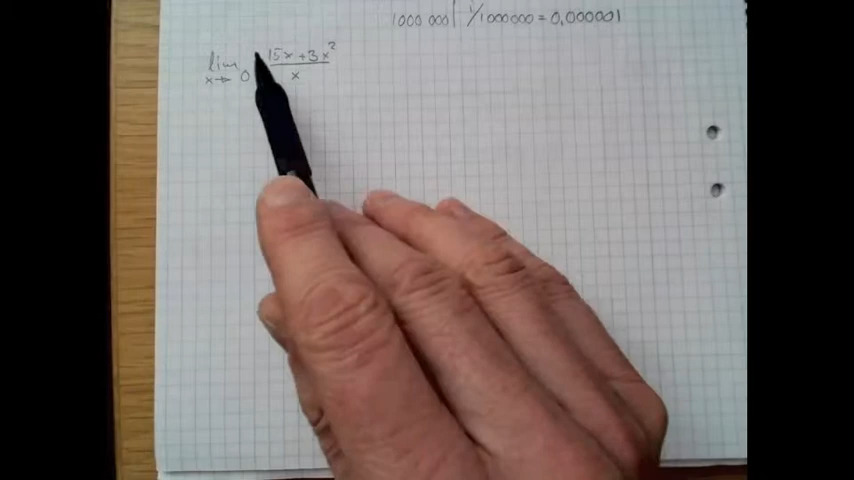 1000 000 | 1/1000000 = 0,000001
lim 15x + 3x²
x → 0 x